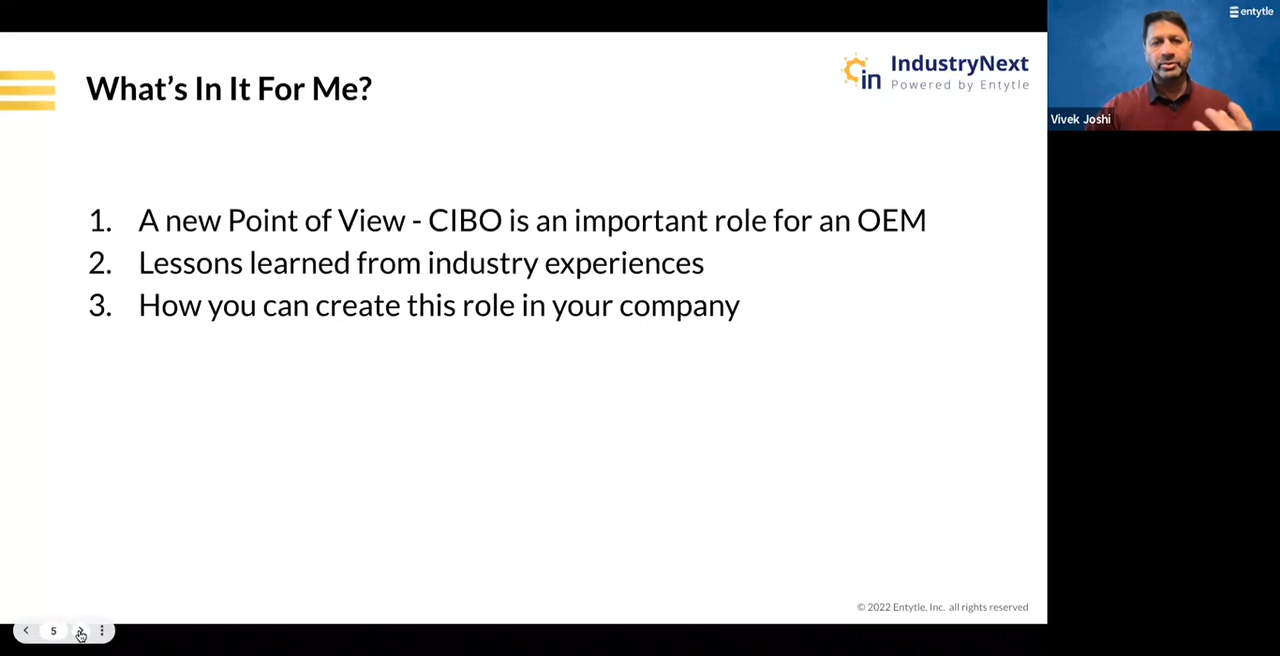 What's In It For Me?
in
IndustryNext
Powered by Entytle
1. A new Point of View - CIBO is an important role for an OEM
2. Lessons learned from industry experiences
3. How you can create this role in your company
© 2022 Entytle, Inc. all rights reserved
5
entytle
Vivek Joshi